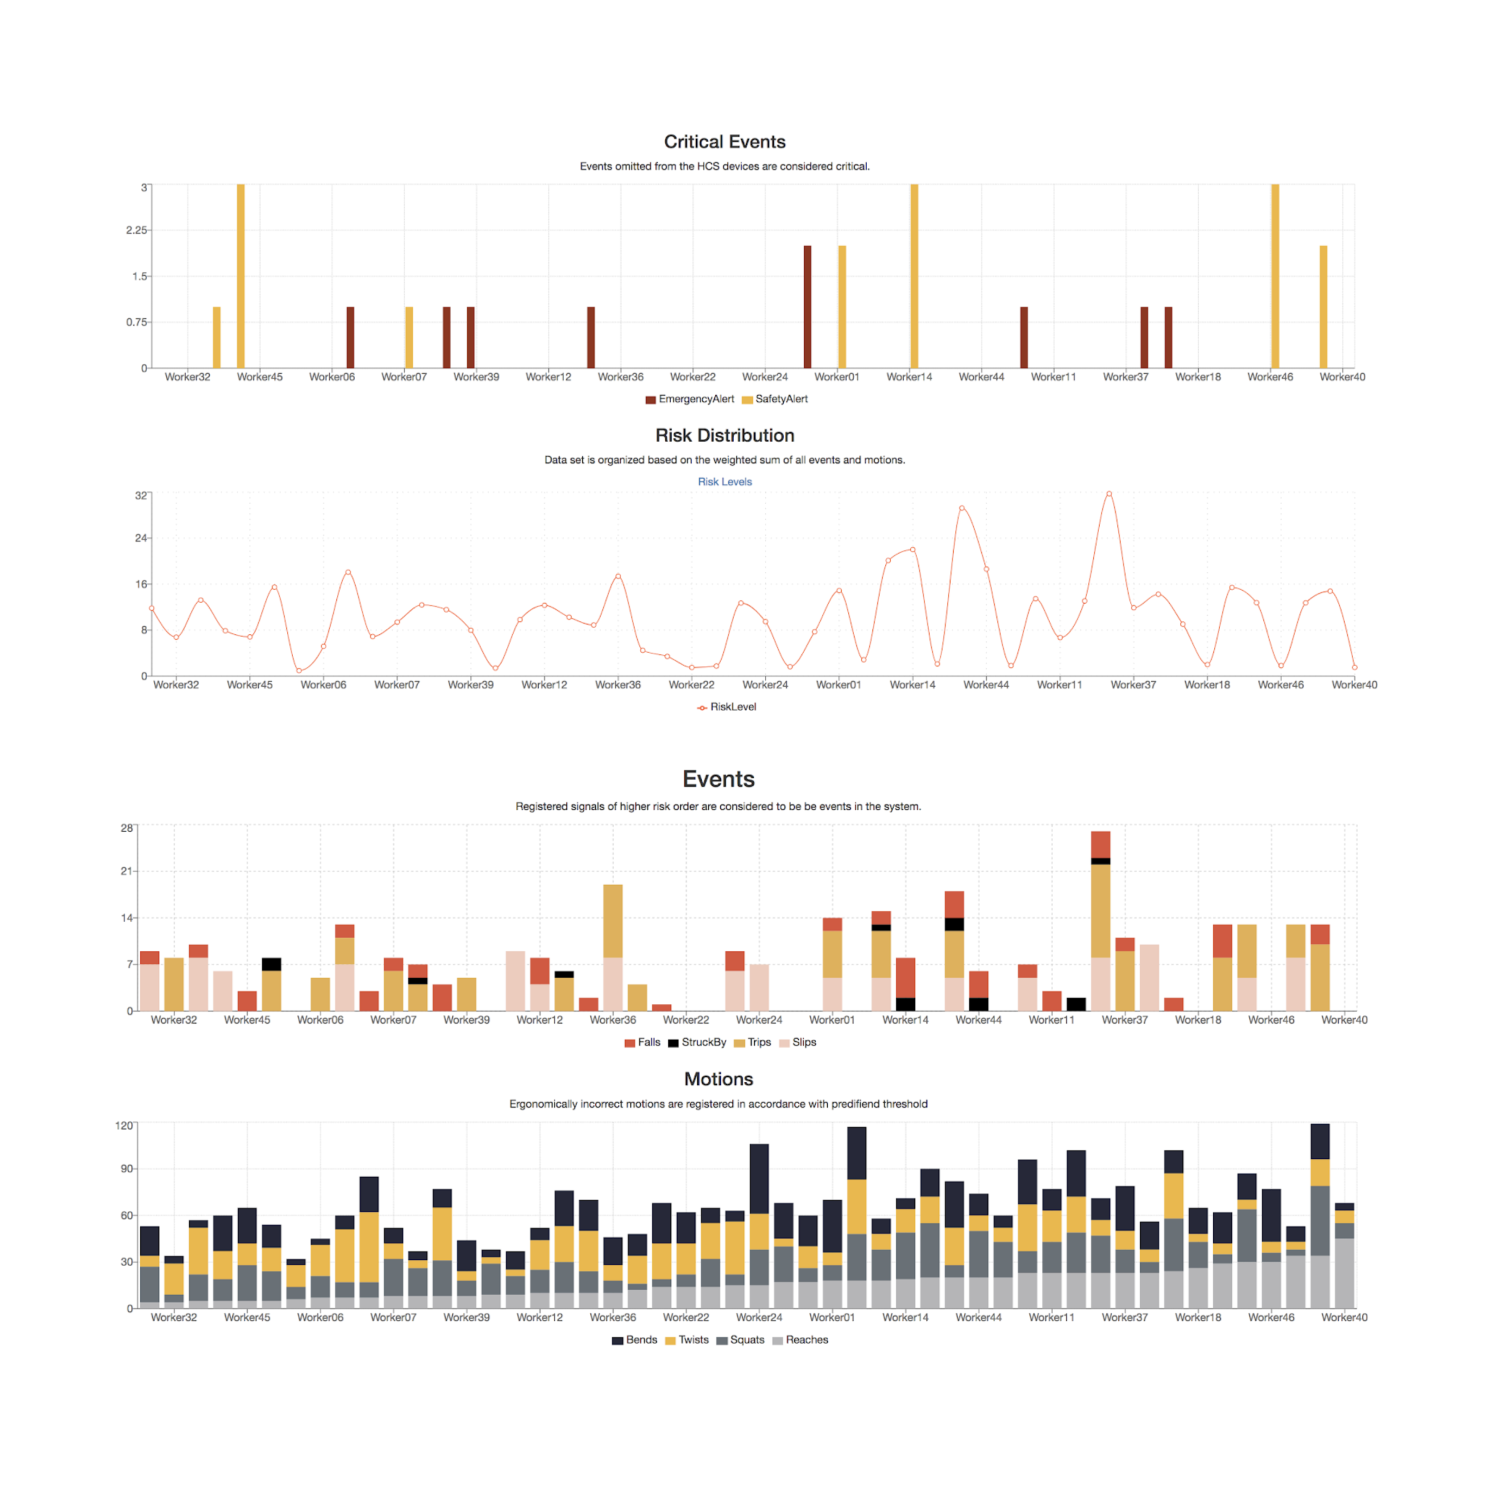 Critical Events
Events omitted from the HCS devices are considered critical.
3
2.25
1.5
0.75
0
Worker32 Worker45 Worker06 Worker07 Worker39 Worker12 Worker36 Worker22 Worker24 Worker01 Worker14 Worker44 Worker11 Worker37 Worker18 Worker46 Worker40
EmergencyAlert SafetyAlert
Risk Distribution
Data set is organized based on the weighted sum of all events and motions.
Risk Levels
32
24
16
8
0
Worker32 Worker45 Worker06 Worker07 Worker39 Worker12 Worker36 Worker22 Worker24 Worker01 Worker14 Worker44 Worker11 Worker37 Worker18 Worker46 Worker40
RiskLevel
Events
Registered signals of higher risk order are considered to be be events in the system.
28
21
14
7
0
Worker32 Worker45 Worker06 Worker07 Worker39 Worker12 Worker36 Worker22 Worker24 Worker01 Worker14 Worker44 Worker11 Worker37 Worker18 Worker46 Worker40
Falls StruckBy Trips Slips
Motions
Ergonomically incorrect motions are registered in accordance with predifiend threshold
120
90
60
30
0
Worker32 Worker45 Worker06 Worker07 Worker39 Worker12 Worker36 Worker22 Worker24 Worker01 Worker14 Worker44 Worker11 Worker37 Worker18 Worker46 Worker40
Bends Twists Squats Reaches